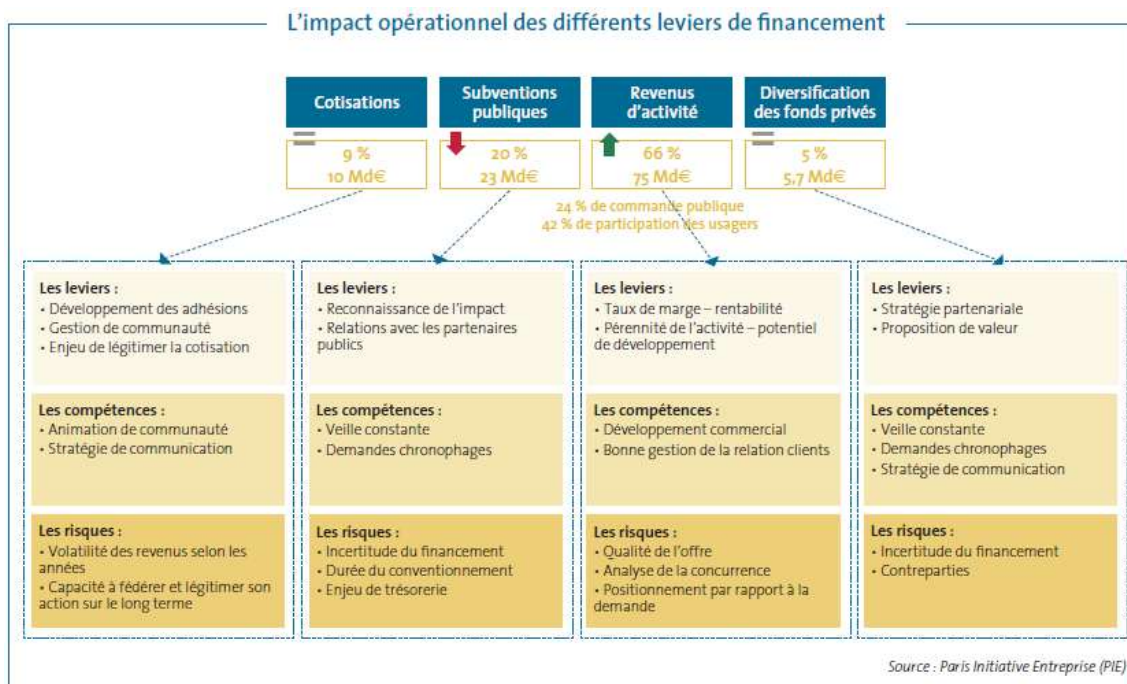 L'impact opérationnel des différents leviers de financement
Cotisations
Subventions
publiques
Revenus
d'activité
Diversification
des fonds privés
9 %
10 Md€
20 %
23 Md€
66 %
75 Md€
5 %
5,7 Md€
24 % de commande publique
42 % de participation des usagers
Les leviers :
• Développement des adhésions
• Gestion de communauté
• Enjeu de légitimer la cotisation
Les compétences :
• Animation de communauté
• Stratégie de communication
Les risques :
• Volatilité des revenus selon les
années
• Capacité à fédérer et légitimer son
action sur le long terme
Les leviers :
• Reconnaissance de l'impact
• Relations avec les partenaires
publics
Les compétences :
• Veille constante
• Demandes chronophages
Les risques :
• Incertitude du financement
• Durée du conventionnement
• Enjeu de trésorerie
Les leviers :
• Taux de marge – rentabilité
• Pérennité de l'activité – potentiel
de développement
Les compétences :
• Développement commercial
• Bonne gestion de la relation clients
Les risques :
• Qualité de l'offre
• Analyse de la concurrence
• Positionnement par rapport à la
demande
Les leviers :
• Stratégie partenariale
• Proposition de valeur
Les compétences :
• Veille constante
• Demandes chronophages
• Stratégie de communication
Les risques :
• Incertitude du financement
• Contreparties
Source : Paris Initiative Entreprise (PIE)